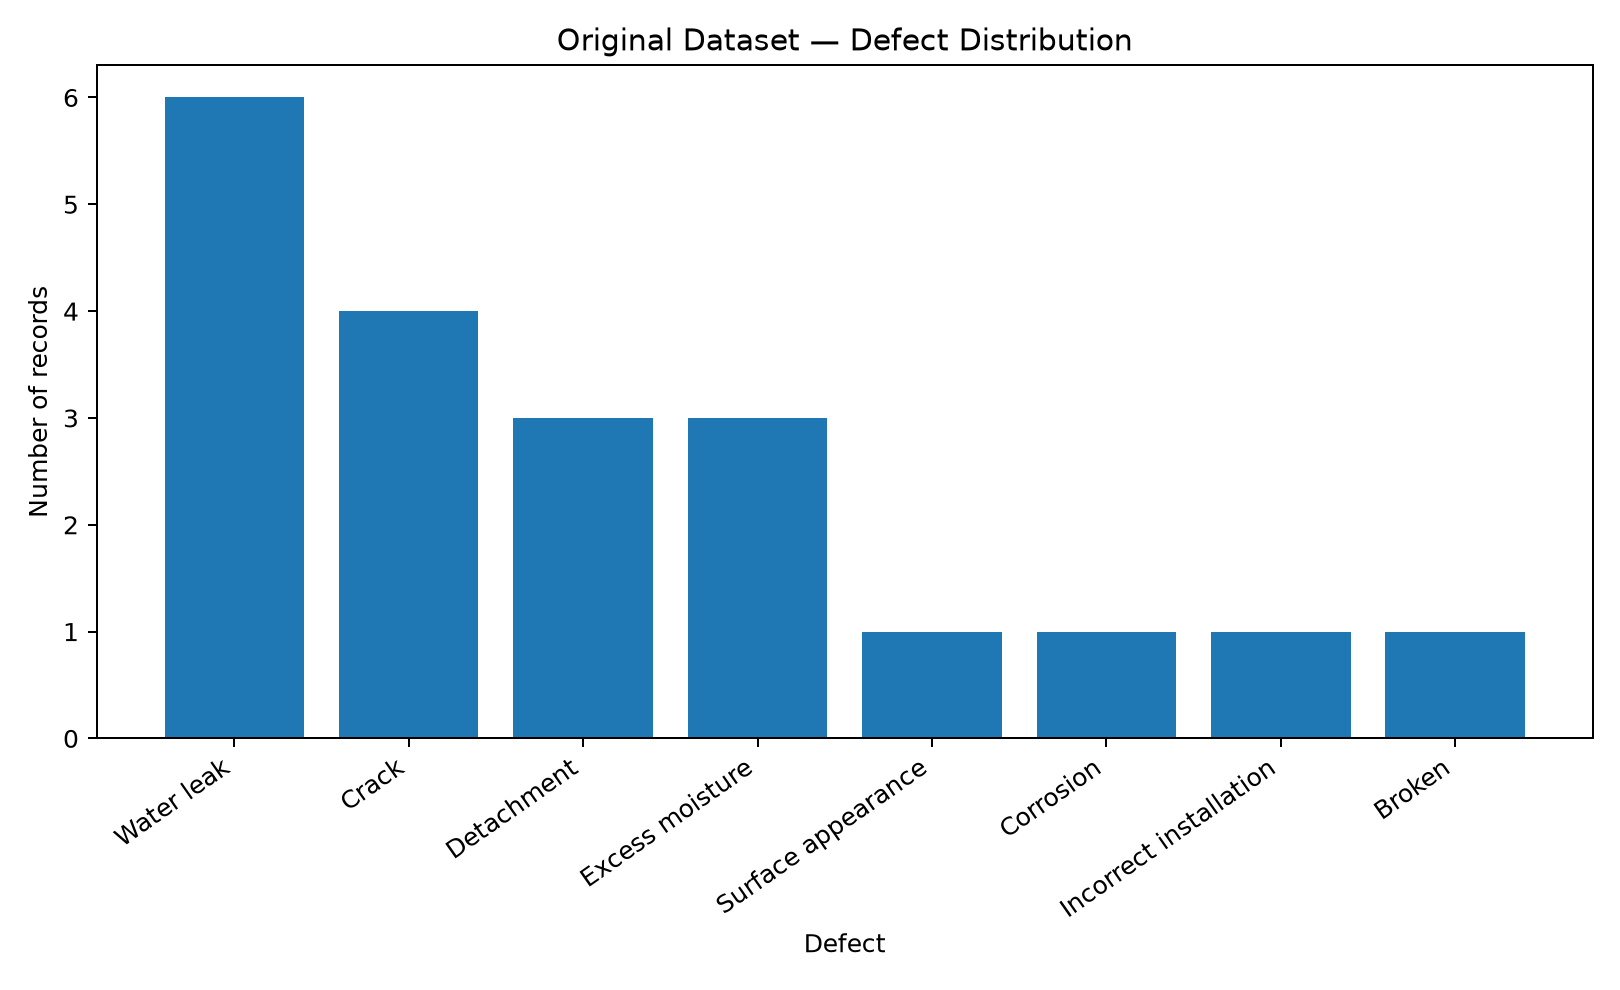 Original Dataset — Defect Distribution
Number of records
6
5
4
3
2
1
0
Water leak
Crack
Detachment
Excess moisture
Surface appearance
Corrosion
Incorrect installation
Broken
Defect